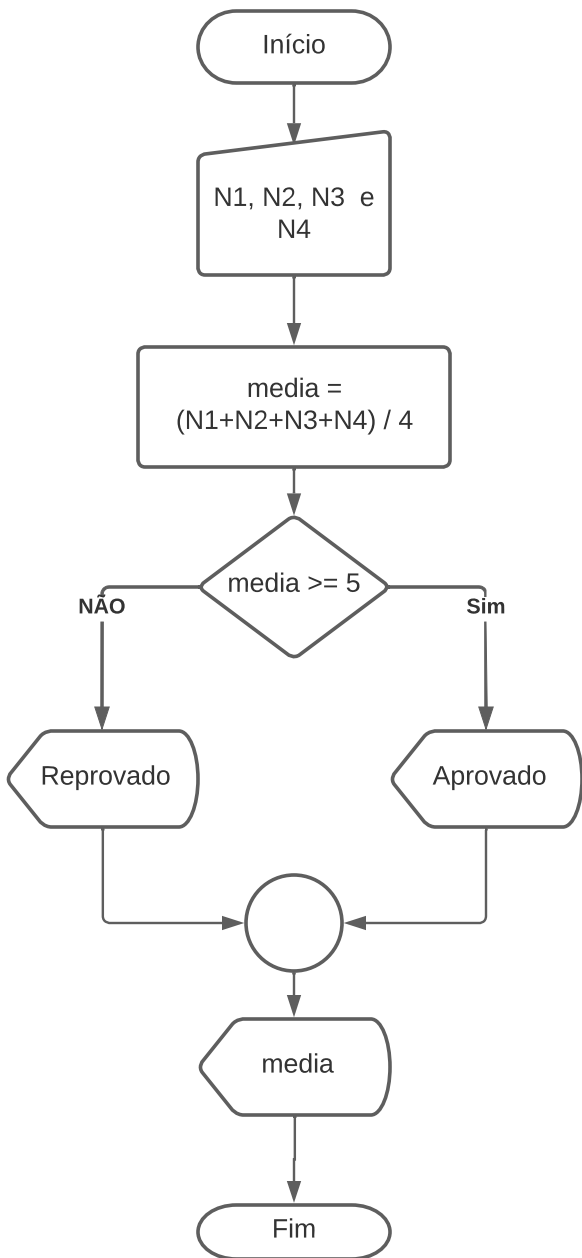 Início
N1, N2, N3  e
N4
media =
(N1+N2+N3+N4) / 4
media >= 5
NÃO
Sim
Reprovado
Aprovado
media
Fim